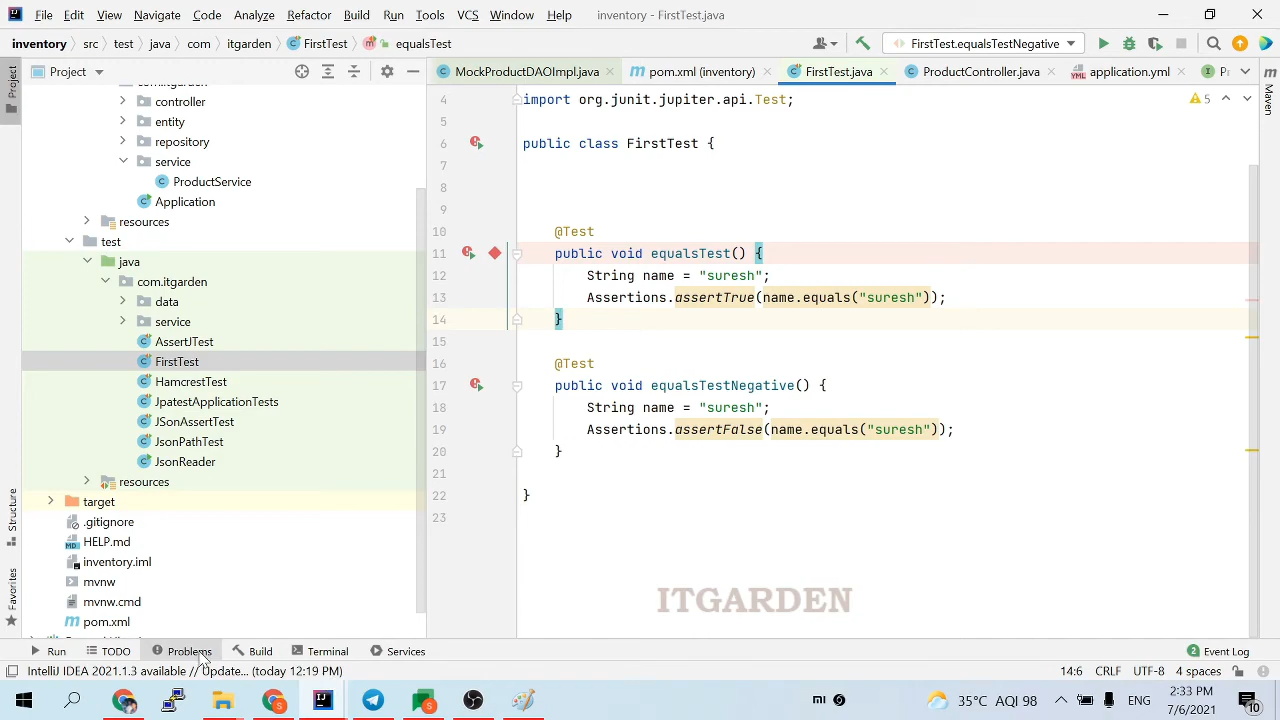 File Edit View Navigate Code Analyze Refactor Build Run Tools VCS Window Help inventory - FirstTest.java
inventory src test java com itgarden FirstTest equalsTest FirstTest.equalsTestNegative
Project
MockProductDAOImpl.java pom.xml (inventory) FirstTest.java ProductController.j application.yml
Project
Structure
Favorites
Maven
controller
entity
repository
service
ProductService
Application
resources
test
java
com.itgarden
data
service
AssertJTest
FirstTest
HamcrestTest
JpatestApplicationTests
JSonAssertTest
JsonPathTest
JsonReader
resources
target
.gitignore
HELP.md
inventory.iml
mvnw
mvnw.cmd
pom.xml
5
4 import org.junit.jupiter.api.Test;
5
6 public class FirstTest {
7
8
9
10 @Test
11 public void equalsTest() {
12 String name = "suresh";
13 Assertions.assertTrue(name.equals("suresh"));
14 }
15
16 @Test
17 public void equalsTestNegative() {
18 String name = "suresh";
19 Assertions.assertFalse(name.equals("suresh"));
20 }
21
22 }
23
ITGARDEN
Run TODO Problems Build Terminal Services 2 Event Log
IntelliJ IDEA 2021.1.3 available // Update... (today 12:19 PM) 14:6 CRLF UTF-8 4 spaces
35°C AQI 98 2:33 PM
7/6/2021
10